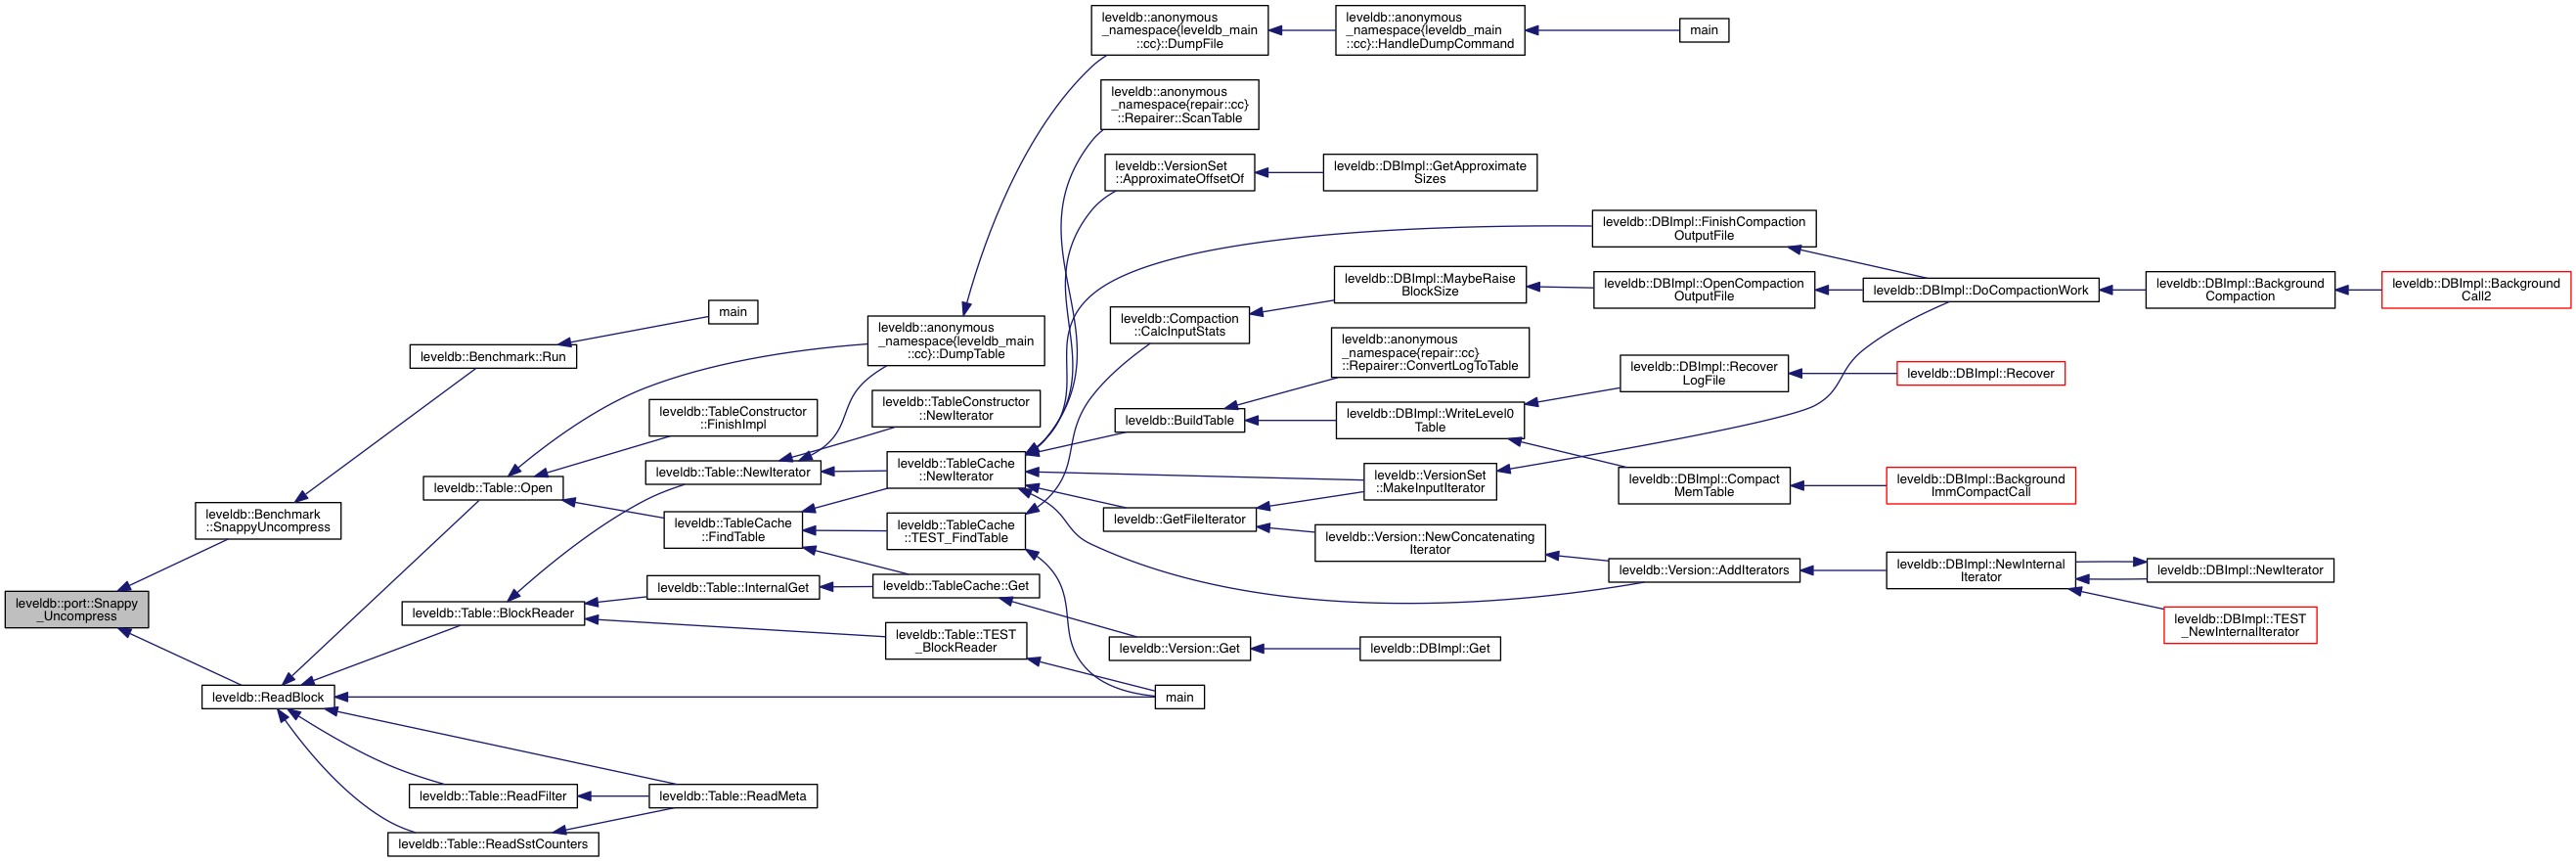 leveldb::anonymous
_namespace{leveldb_main
::cc}::DumpFile
leveldb::anonymous
_namespace{leveldb_main
::cc}::HandleDumpCommand
main
leveldb::anonymous
_namespace{repair::cc}
::Repairer::ScanTable
leveldb::VersionSet
::ApproximateOffsetOf
leveldb::DBImpl::GetApproximate
Sizes
leveldb::DBImpl::FinishCompaction
OutputFile
leveldb::DBImpl::MaybeRaise
BlockSize
leveldb::DBImpl::OpenCompaction
OutputFile
leveldb::DBImpl::DoCompactionWork
leveldb::DBImpl::Background
Compaction
leveldb::DBImpl::Background
Call2
main
leveldb::Benchmark::Run
leveldb::anonymous
_namespace{leveldb_main
::cc}::DumpTable
leveldb::Compaction
::CalcInputStats
leveldb::anonymous
_namespace{repair::cc}
::Repairer::ConvertLogToTable
leveldb::DBImpl::Recover
LogFile
leveldb::DBImpl::Recover
leveldb::TableConstructor
::FinishImpl
leveldb::TableConstructor
::NewIterator
leveldb::BuildTable
leveldb::DBImpl::WriteLevel0
Table
leveldb::Table::Open
leveldb::Table::NewIterator
leveldb::TableCache
::NewIterator
leveldb::VersionSet
::MakeInputIterator
leveldb::DBImpl::Compact
MemTable
leveldb::DBImpl::Background
ImmCompactCall
leveldb::Benchmark
::SnappyUncompress
leveldb::TableCache
::FindTable
leveldb::TableCache
::TEST_FindTable
leveldb::GetFileIterator
leveldb::Version::NewConcatenating
Iterator
leveldb::Version::AddIterators
leveldb::DBImpl::NewInternal
Iterator
leveldb::DBImpl::NewIterator
leveldb::port::Snappy
_Uncompress
leveldb::Table::BlockReader
leveldb::Table::InternalGet
leveldb::TableCache::Get
leveldb::DBImpl::TEST
_NewInternalIterator
leveldb::Table::TEST
_BlockReader
leveldb::Version::Get
leveldb::DBImpl::Get
leveldb::ReadBlock
main
leveldb::Table::ReadFilter
leveldb::Table::ReadMeta
leveldb::Table::ReadSstCounters